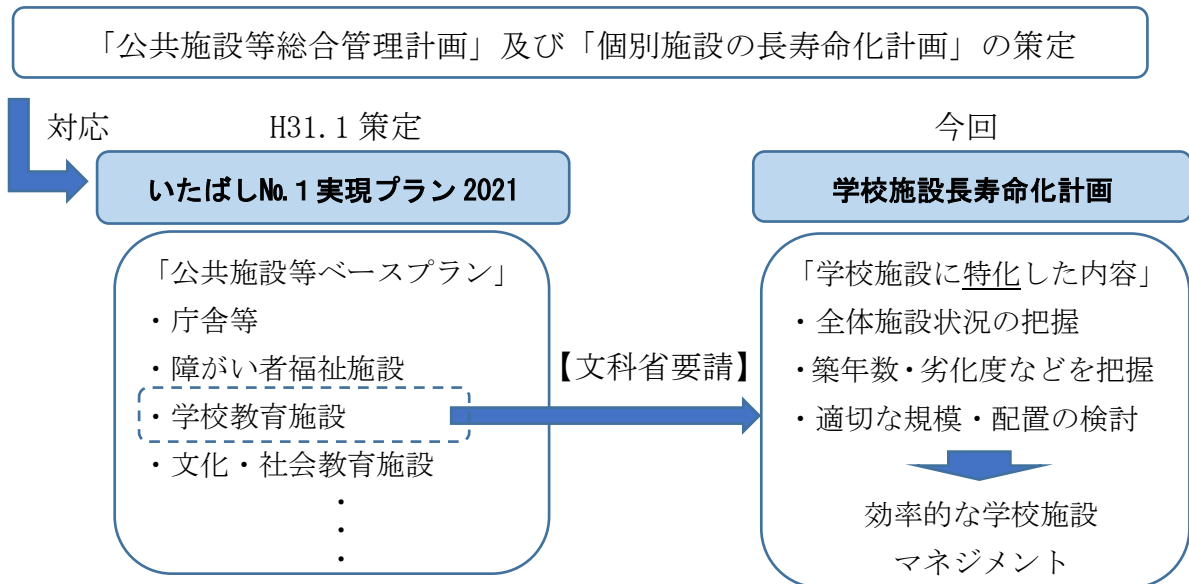 「公共施設等総合管理計画」及び「個別施設の長寿命化計画」の策定
対応
H31.1 策定
今回
いたばし№１実現プラン 2021
学校施設長寿命化計画
「公共施設等ベースプラン」
・庁舎等
・障がい者福祉施設
・学校教育施設
・文化・社会教育施設
・
・
・
【文科省要請】
「学校施設に特化した内容」
・全体施設状況の把握
・築年数・劣化度などを把握
・適切な規模・配置の検討
効率的な学校施設
マネジメント